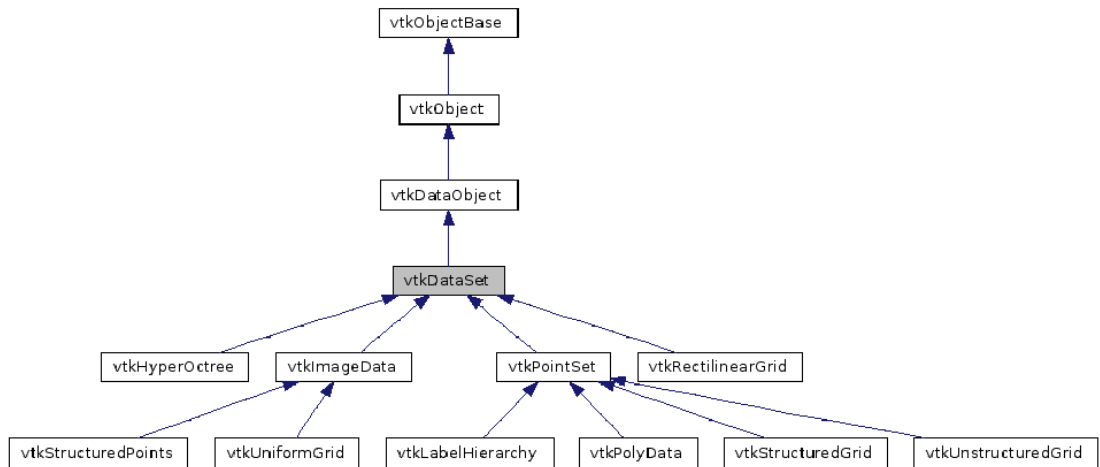 vtkObjectBase
vtkObject
vtkDataObject
vtkDataSet
vtkHyperOctree
vtkImageData
vtkPointSet
vtkRectilinearGrid
vtkStructuredPoints
vtkUniformGrid
vtkLabelHierarchy
vtkPolyData
vtkStructuredGrid
vtkUnstructuredGrid